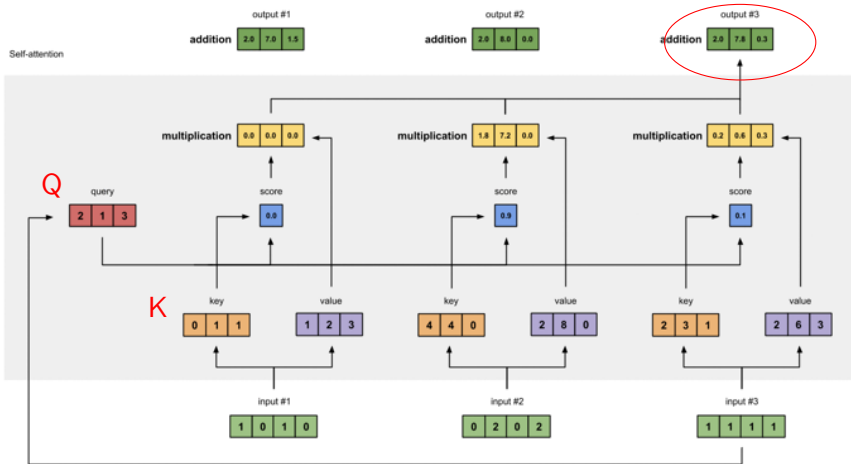 output #1 output #2 output #3
addition 2.0 7.0 1.5 addition 2.0 8.0 0.0 addition 2.0 7.8 0.3
Self-attention
multiplication 0.0 0.0 0.0 multiplication 1.8 7.2 0.0 multiplication 0.2 0.6 0.3
Q
query score score score
2 1 3 0.0 0.9 0.1
K
key value key value key value
0 1 1 1 2 3 4 4 0 2 8 0 2 3 1 2 6 3
input #1 input #2 input #3
1 0 1 0 0 2 0 2 1 1 1 1